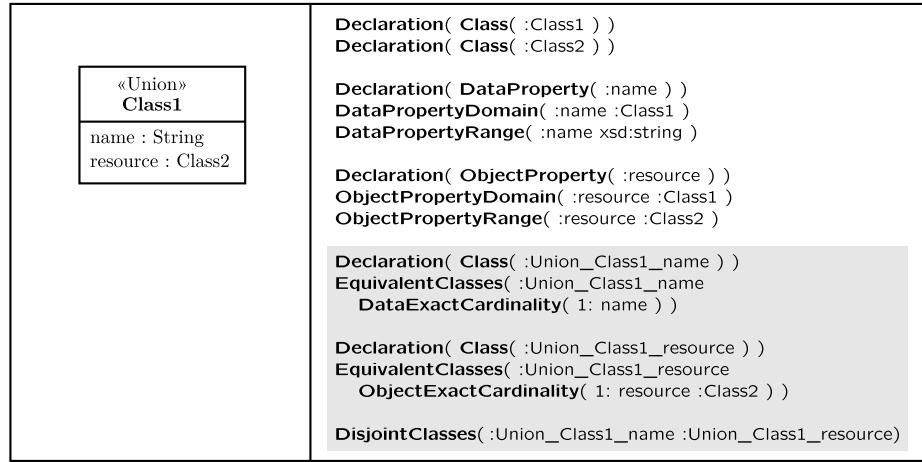 «Union»
Class1
name : String
resource : Class2
Declaration( Class( :Class1 ) )
Declaration( Class( :Class2 ) )
Declaration( DataProperty( :name ) )
DataPropertyDomain( :name :Class1 )
DataPropertyRange( :name xsd:string )
Declaration( ObjectProperty( :resource ) )
ObjectPropertyDomain( :resource :Class1 )
ObjectPropertyRange( :resource :Class2 )
Declaration( Class( :Union_Class1_name ) )
EquivalentClasses( :Union_Class1_name
DataExactCardinality( 1: name ) )
Declaration( Class( :Union_Class1_resource ) )
EquivalentClasses( :Union_Class1_resource
ObjectExactCardinality( 1: resource :Class2 ) )
DisjointClasses( :Union_Class1_name :Union_Class1_resource)